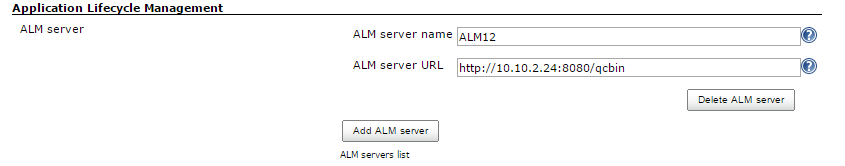 Application Lifecycle Management
ALM server
ALM server name ALM12
ALM server URL http://10.10.2.24:8080/qcbin
Delete ALM server
Add ALM server
ALM servers list